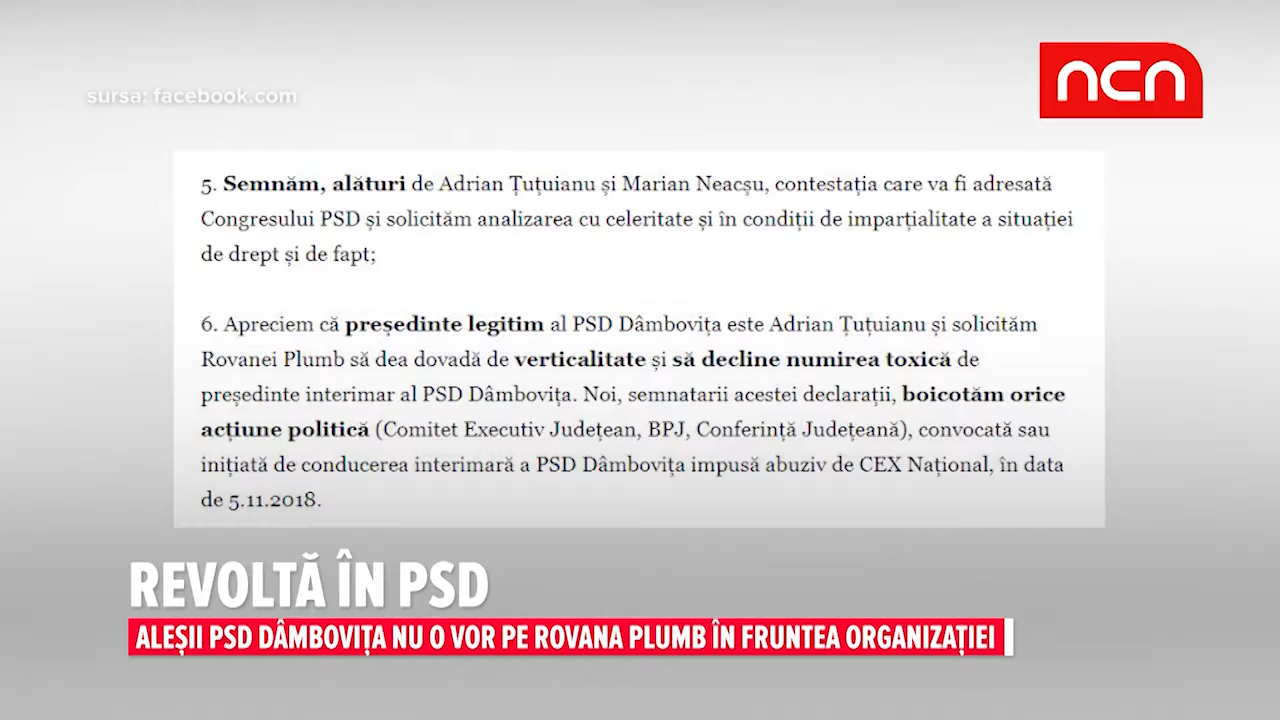 sursa: facebook.com
ncn
5. Semnăm, alături de Adrian Țuțuianu și Marian Neacșu, contestația care va fi adresată
Congresului PSD și solicităm analizarea cu celeritate și în condiții de imparțialitate a situației
de drept și de fapt;
6. Apreciem că președinte legitim al PSD Dâmbovița este Adrian Țuțuianu și solicităm
Rovanei Plumb să dea dovadă de verticalitate și să decline numirea toxică de
președinte interimar al PSD Dâmbovița. Noi, semnatarii acestei declarații, boicotăm orice
acțiune politică (Comitet Executiv Județean, BPJ, Conferință Județeană), convocată sau
inițiată de conducerea interimară a PSD Dâmbovița impusă abuziv de CEX Național, în data
de 5.11.2018.
REVOLTĂ ÎN PSD
ALEȘII PSD DÂMBOVIȚA NU O VOR PE ROVANA PLUMB ÎN FRUNTEA ORGANIZAȚIEI